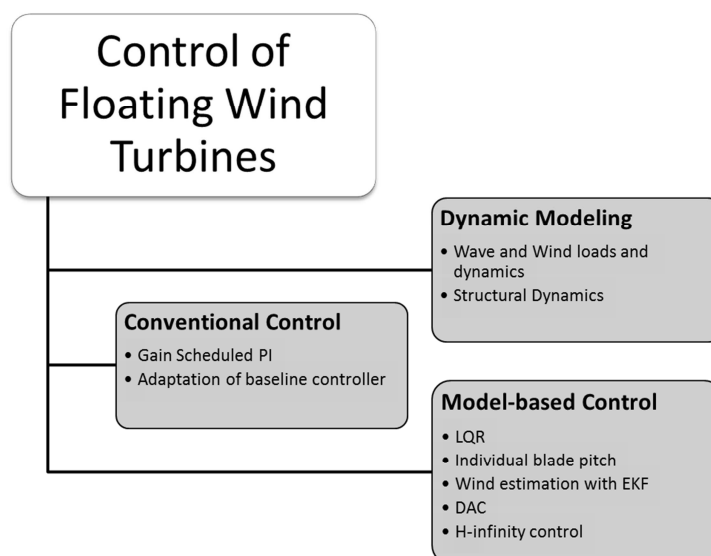 Control of
Floating Wind
Turbines
Dynamic Modeling
• Wave and Wind loads and
dynamics
• Structural Dynamics
Conventional Control
• Gain Scheduled PI
• Adaptation of baseline controller
Model-based Control
• LQR
• Individual blade pitch
• Wind estimation with EKF
• DAC
• H-infinity control